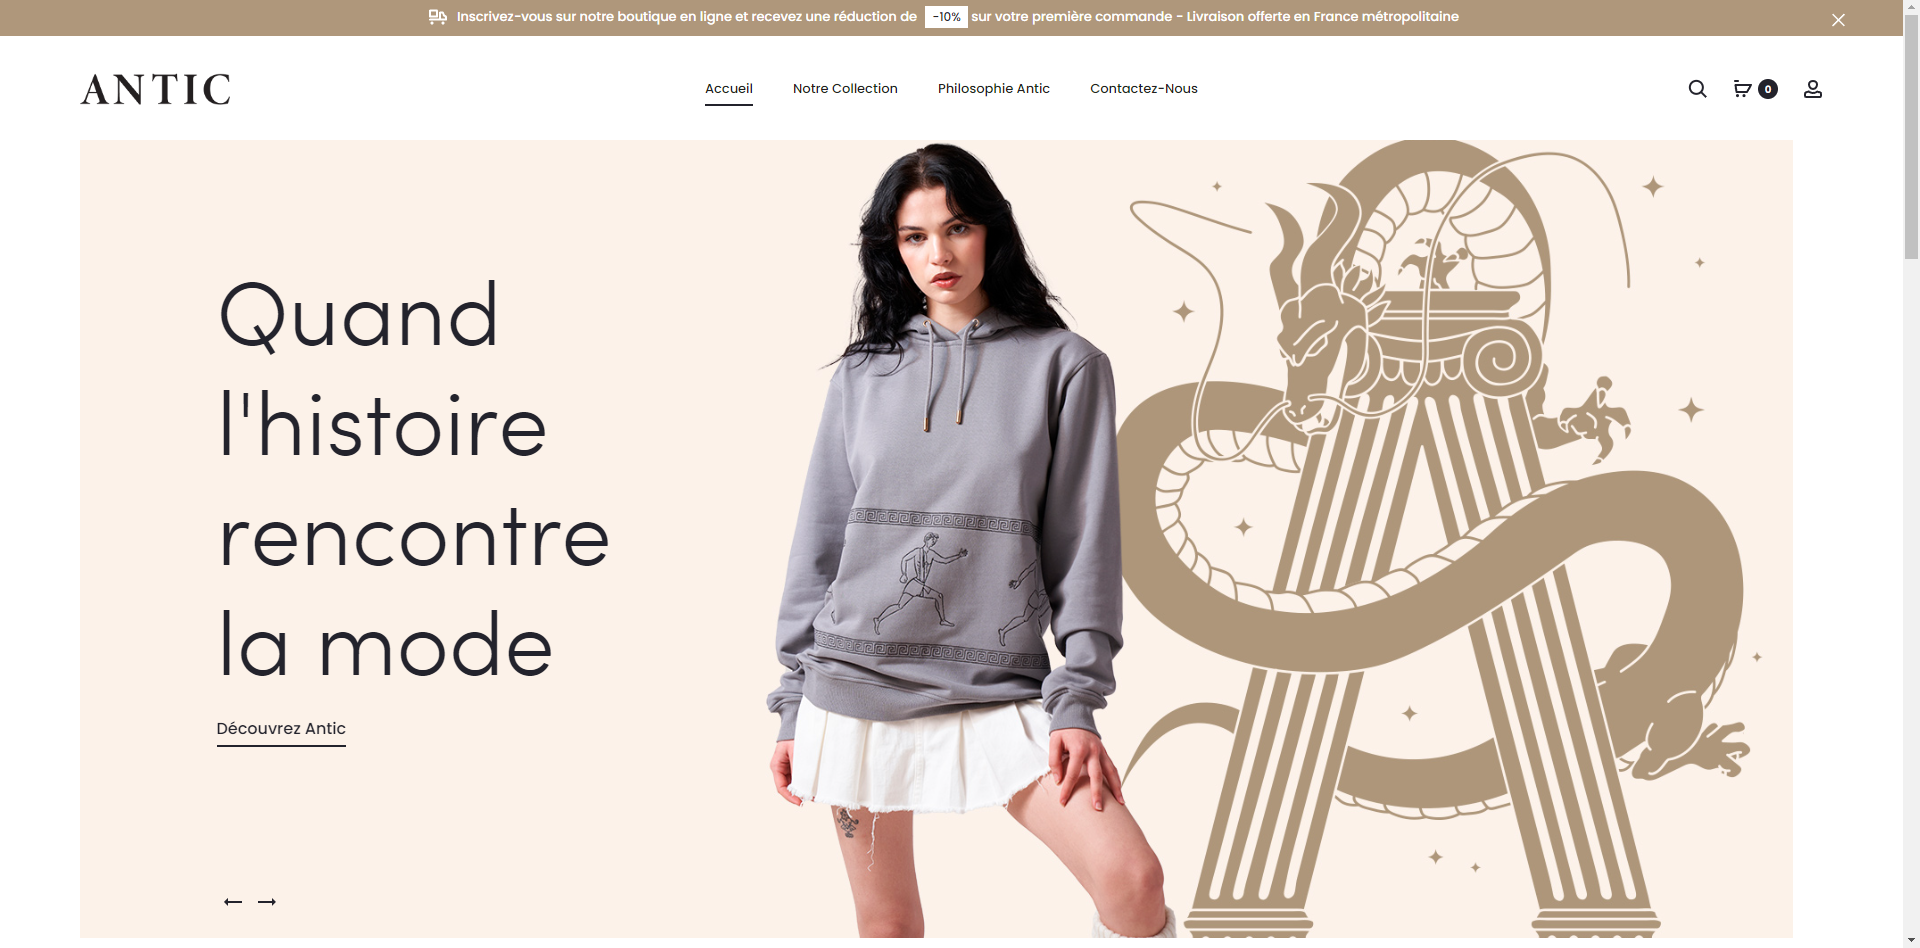 Inscrivez-vous sur notre boutique en ligne et recevez une réduction de -10% sur votre première commande - Livraison offerte en France métropolitaine
ANTIC
Accueil
Notre Collection
Philosophie Antic
Contactez-Nous
0
Quand
l'histoire
rencontre
la mode
Découvrez Antic